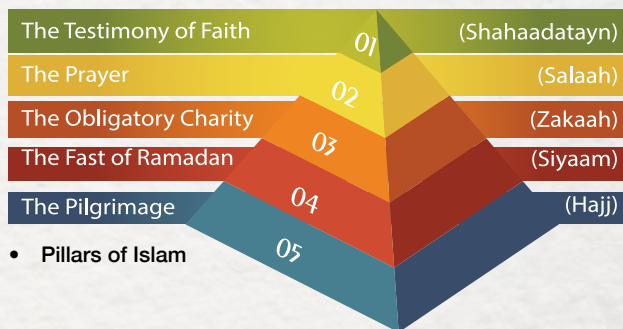 The Testimony of Faith 01 (Shahaadatayn)
The Prayer 02 (Salaah)
The Obligatory Charity 03 (Zakaah)
The Fast of Ramadan 04 (Siyaam)
The Pilgrimage 05 (Hajj)
• Pillars of Islam